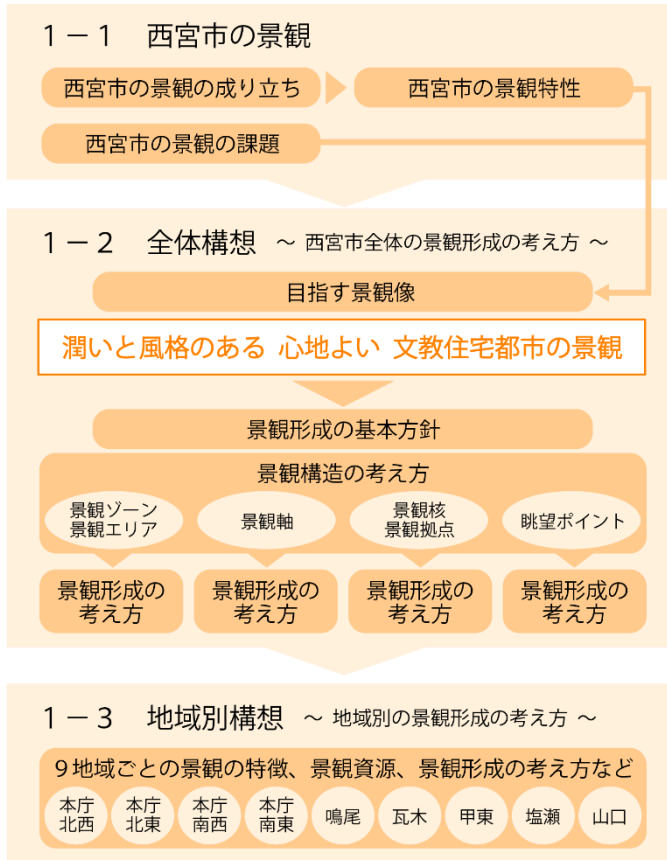 1－1　西宮市の景観
西宮市の景観の成り立ち
西宮市の景観特性
西宮市の景観の課題
1－2　全体構想　～ 西宮市全体の景観形成の考え方 ～
目指す景観像
潤いと風格のある 心地よい 文教住宅都市の景観
景観形成の基本方針
景観構造の考え方
景観ゾーン
景観エリア
景観軸
景観核
景観拠点
眺望ポイント
景観形成の
考え方
景観形成の
考え方
景観形成の
考え方
景観形成の
考え方
1－3　地域別構想　～ 地域別の景観形成の考え方 ～
9地域ごとの景観の特徴、景観資源、景観形成の考え方など
本庁
北西
本庁
北東
本庁
南西
本庁
南東
鳴尾
瓦木
甲東
塩瀬
山口